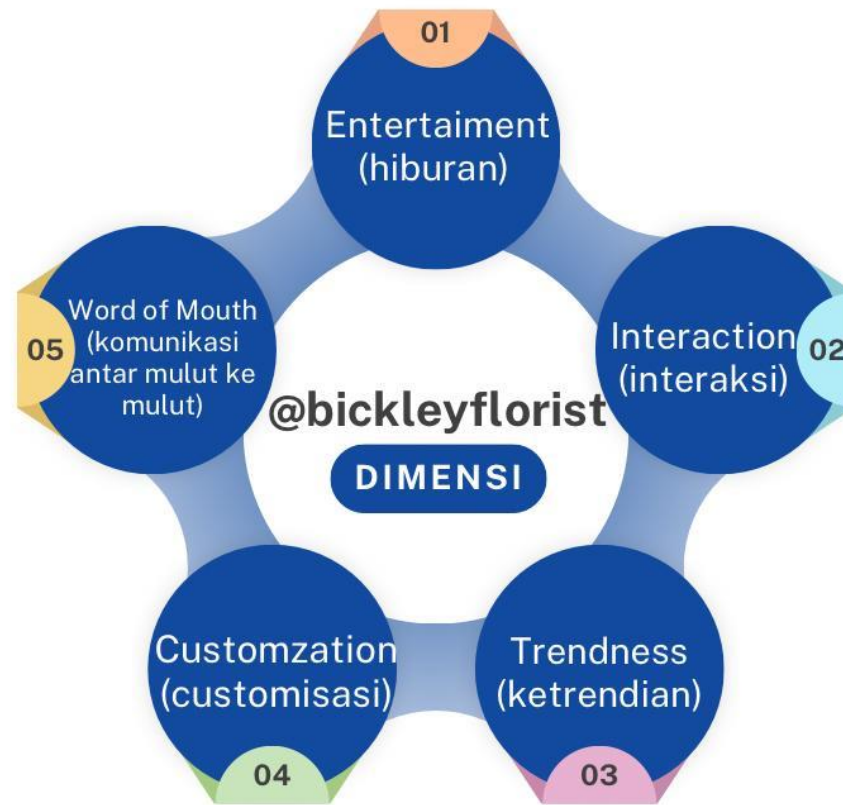 01
Entertaiment
(hiburan)
Interaction
(interaksi)
02
Trendness
(ketrendian)
03
Customzation
(customisasi)
04
Word of Mouth
(komunikasi
antar mulut ke
mulut)
05
@bickleyflorist
DIMENSI